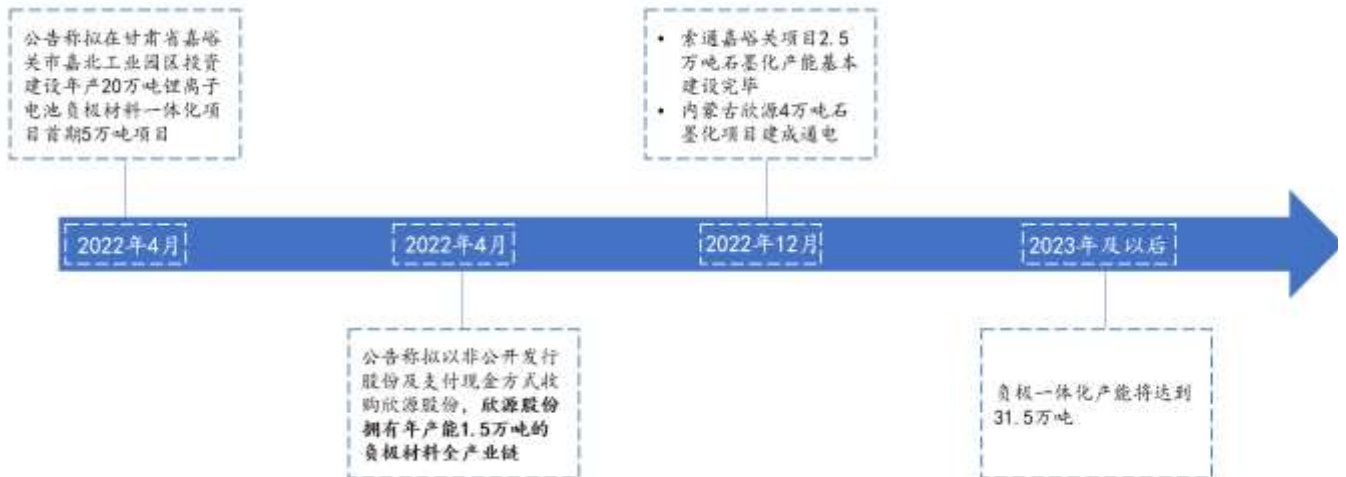 公告称拟在甘肃省嘉峪
关市嘉北工业园区投资
建设年产20万吨锂离子
电池负极材料一体化项
目首期5万吨项目
• 索通嘉峪关项目2.5
万吨石墨化产能基本
建设完毕
• 内蒙古欣源4万吨石
墨化项目建成通电
2022年4月
2022年4月
2022年12月
2023年及以后
公告称拟以非公开发行
股份及支付现金方式收
购欣源股份，欣源股份
拥有年产能1.5万吨的
负极材料全产业链
负极一体化产能将达到
31.5万吨